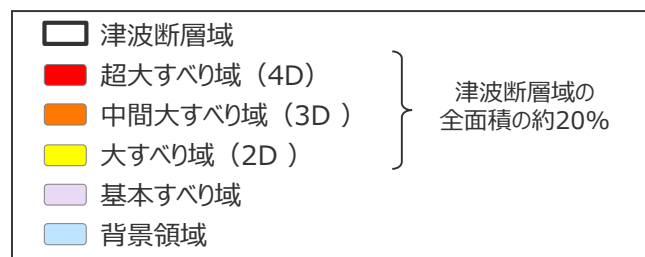 津波断層域
超大すべり域（4D）
中間大すべり域（3D ）
大すべり域（2D ）
津波断層域の
全面積の約20%
基本すべり域
背景領域